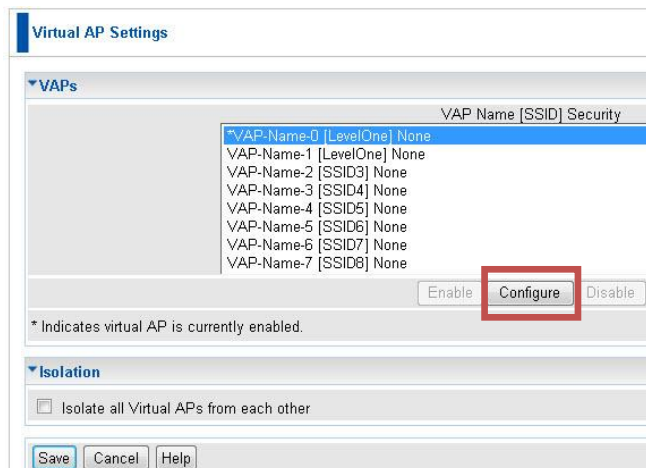 Virtual AP Settings
VAPs
VAP Name [SSID] Security
*VAP-Name-0 [LevelOne] None
VAP-Name-1 [LevelOne] None
VAP-Name-2 [SSID3] None
VAP-Name-3 [SSID4] None
VAP-Name-4 [SSID5] None
VAP-Name-5 [SSID6] None
VAP-Name-6 [SSID7] None
VAP-Name-7 [SSID8] None
Enable Configure Disable
* Indicates virtual AP is currently enabled.
Isolation
Isolate all Virtual APs from each other
Save Cancel Help